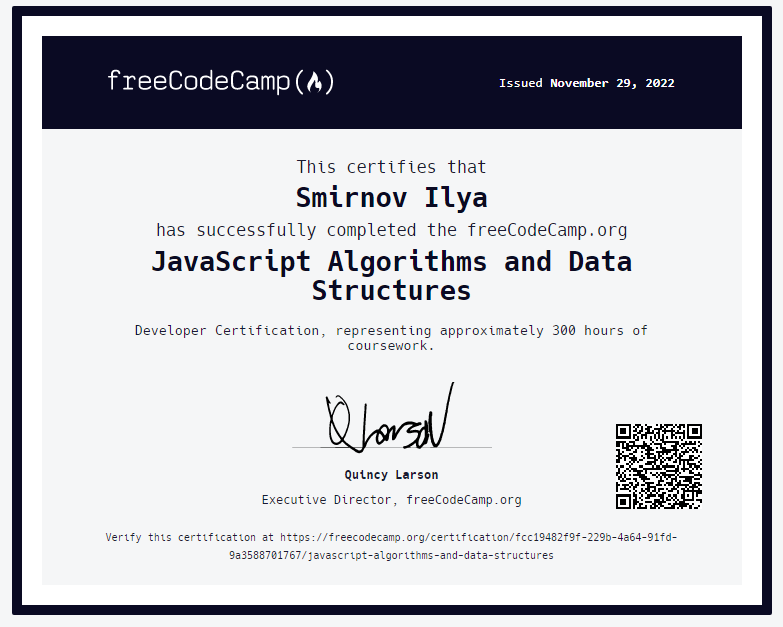 freeCodeCamp
Issued November 29, 2022
This certifies that
Smirnov Ilya
has successfully completed the freeCodeCamp.org
JavaScript Algorithms and Data
Structures
Developer Certification, representing approximately 300 hours of
coursework.
QLarson
Quincy Larson
Executive Director, freeCodeCamp.org
Verify this certification at https://freecodecamp.org/certification/fcc19482f9f-229b-4a64-91fd-
9a3588701767/javascript-algorithms-and-data-structures